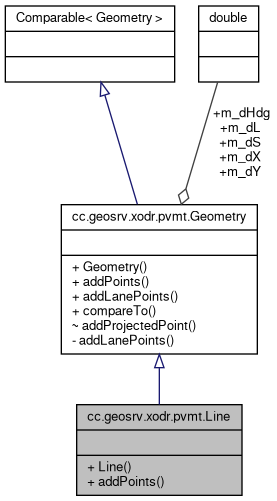 Comparable< Geometry >
double
+m_dHdg
+m_dL
+m_dS
+m_dX
+m_dY
cc.geosrv.xodr.pvmt.Geometry
+ Geometry()
+ addPoints()
+ addLanePoints()
+ compareTo()
~ addProjectedPoint()
- addLanePoints()
cc.geosrv.xodr.pvmt.Line
+ Line()
+ addPoints()